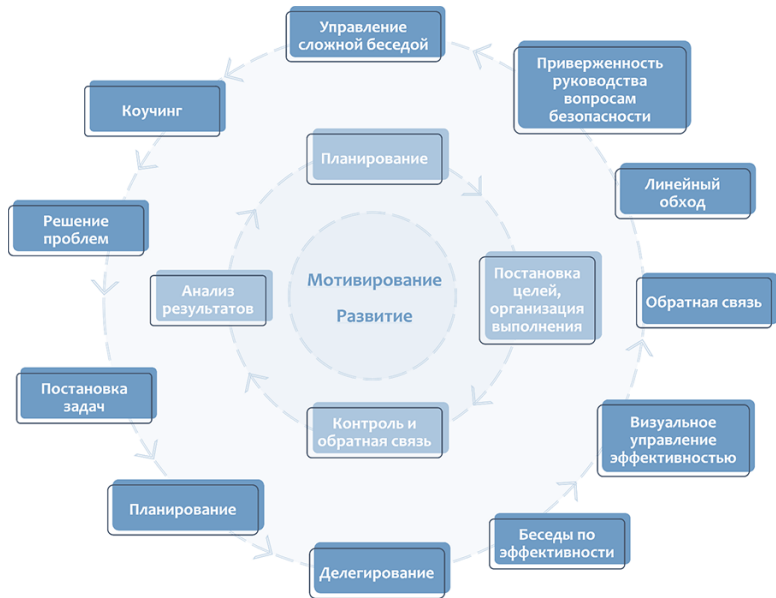 Управление
сложной беседой
Приверженность
руководства
вопросам
безопасности
Коучинг
Планирование
Линейный
обход
Решение
проблем
Мотивирование
Развитие
Анализ
результатов
Постановка
целей,
организация
выполнения
Обратная связь
Постановка
задач
Контроль и
обратная связь
Визуальное
управление
эффективностью
Планирование
Беседы по
эффективности
Делегирование